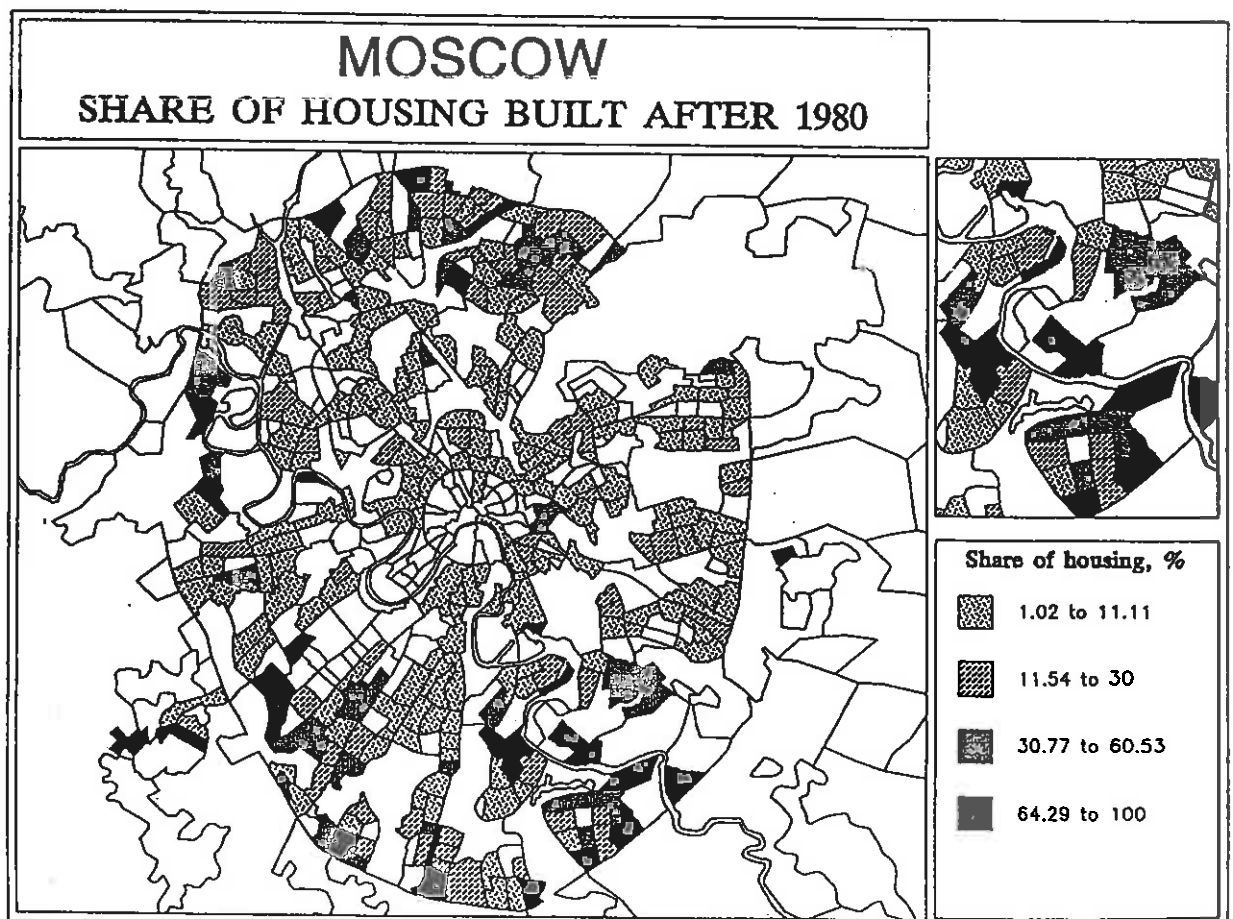 MOSCOW
SHARE OF HOUSING BUILT AFTER 1980
Share of housing, %
1.02 to 11.11
11.54 to 30
30.77 to 60.53
64.29 to 100